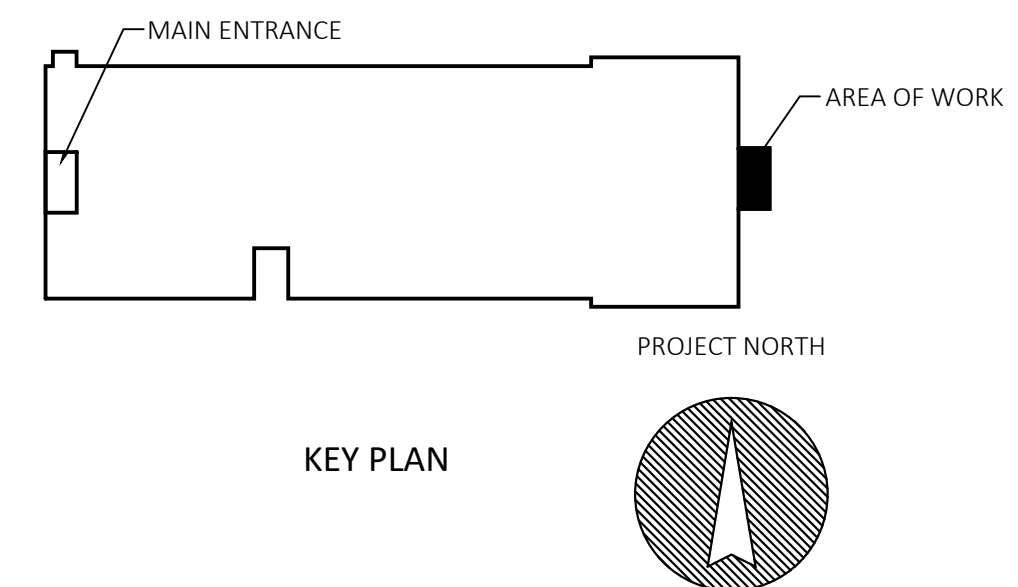 MAIN ENTRANCE
AREA OF WORK
PROJECT NORTH
KEY PLAN